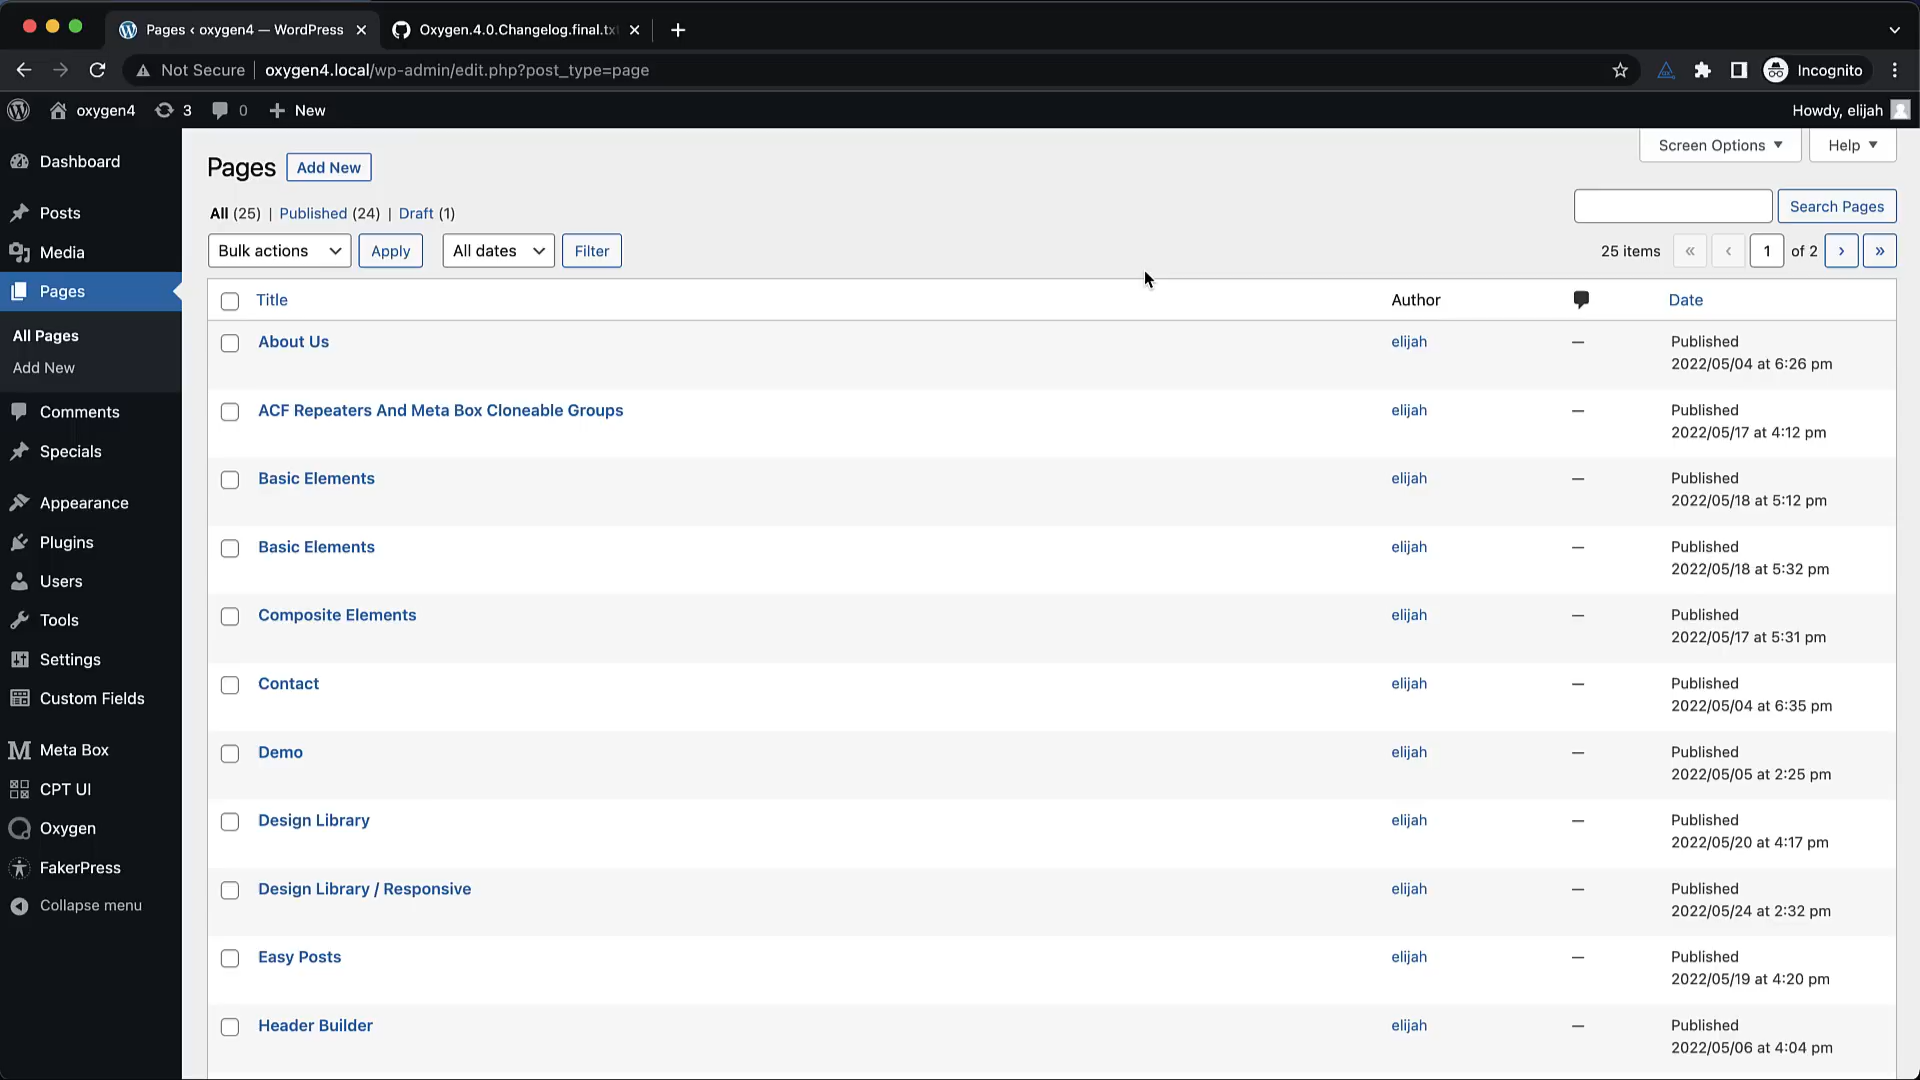 Pages ‹ oxygen4 — WordPress
Oxygen.4.0.Changelog.final.tx
Not Secure
oxygen4.local/wp-admin/edit.php?post_type=page
Incognito
oxygen4
3
0
New
Howdy, elijah
Dashboard
Posts
Media
Pages
All Pages
Add New
Comments
Specials
Appearance
Plugins
Users
Tools
Settings
Custom Fields
Meta Box
CPT UI
Oxygen
FakerPress
Collapse menu
Screen Options
Help
Pages
Add New
All (25) | Published (24) | Draft (1)
Search Pages
Bulk actions
Apply
All dates
Filter
25 items
«
‹
1
of 2
›
»
Title
Author
Date
About Us
elijah
—
Published
2022/05/04 at 6:26 pm
ACF Repeaters And Meta Box Cloneable Groups
elijah
—
Published
2022/05/17 at 4:12 pm
Basic Elements
elijah
—
Published
2022/05/18 at 5:12 pm
Basic Elements
elijah
—
Published
2022/05/18 at 5:32 pm
Composite Elements
elijah
—
Published
2022/05/17 at 5:31 pm
Contact
elijah
—
Published
2022/05/04 at 6:35 pm
Demo
elijah
—
Published
2022/05/05 at 2:25 pm
Design Library
elijah
—
Published
2022/05/20 at 4:17 pm
Design Library / Responsive
elijah
—
Published
2022/05/24 at 2:32 pm
Easy Posts
elijah
—
Published
2022/05/19 at 4:20 pm
Header Builder
elijah
—
Published
2022/05/06 at 4:04 pm